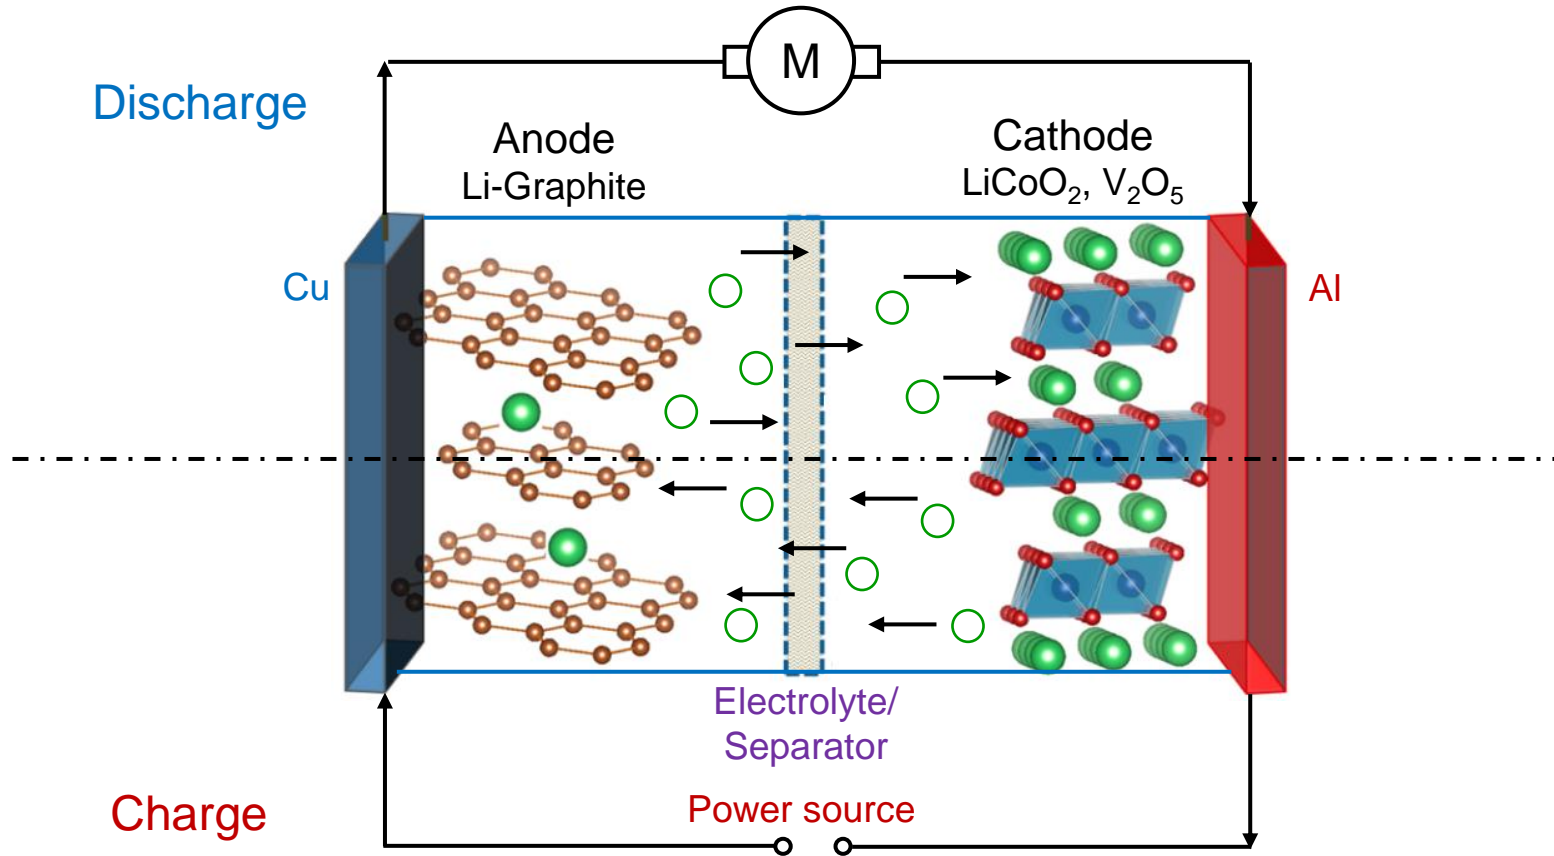 M
Discharge
Anode
Li-Graphite
Cathode
LiCoO₂, V₂O₅
Cu
Al
Electrolyte/
Separator
Charge
Power source